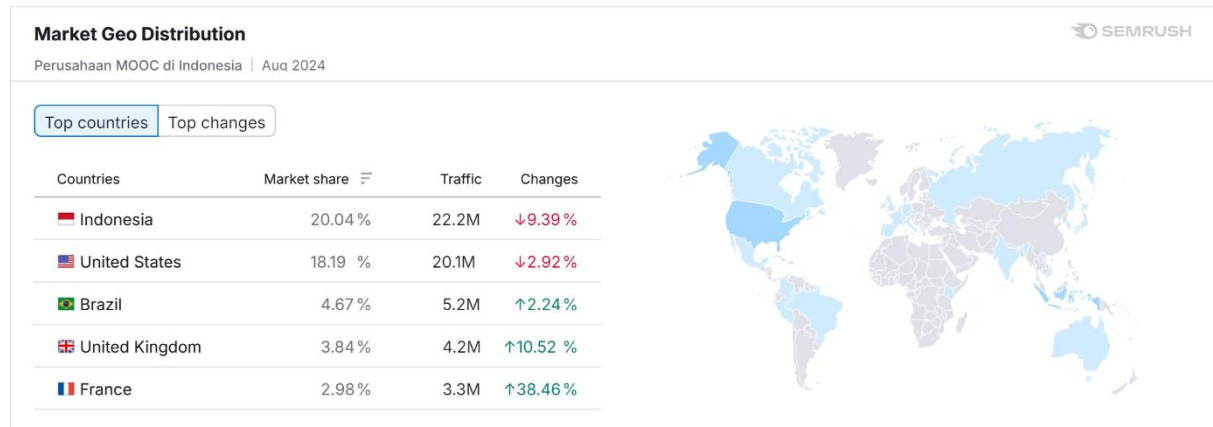 Market Geo Distribution
SEMRUSH
Perusahaan MOOC di Indonesia | Aug 2024
Top countries Top changes
Countries Market share Traffic Changes
Indonesia 20.04% 22.2M ↓9.39%
United States 18.19 % 20.1M ↓2.92%
Brazil 4.67% 5.2M ↑2.24%
United Kingdom 3.84% 4.2M ↑10.52 %
France 2.98% 3.3M ↑38.46%